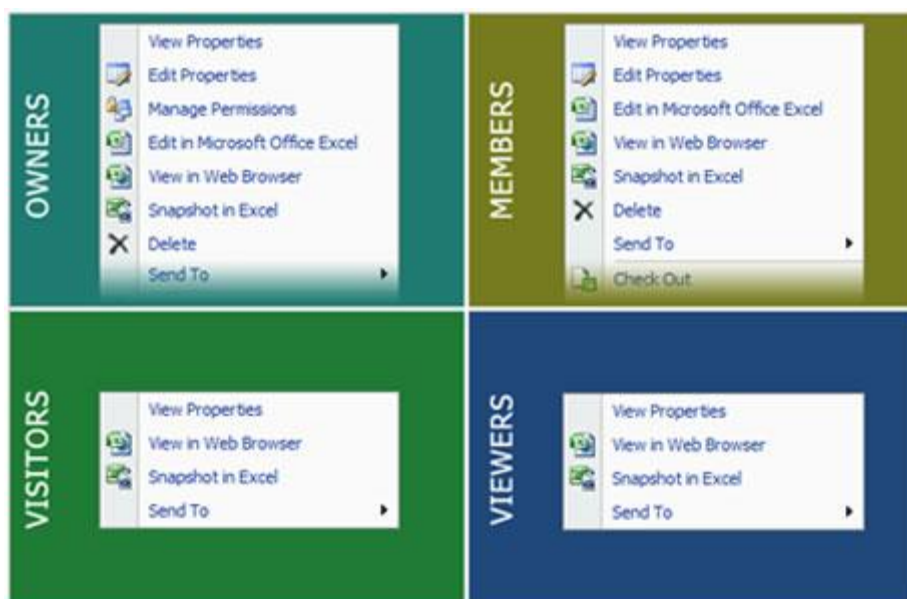 OWNERS
View Properties
Edit Properties
Manage Permissions
Edit in Microsoft Office Excel
View in Web Browser
Snapshot in Excel
Delete
Send To
MEMBERS
View Properties
Edit Properties
Edit in Microsoft Office Excel
View in Web Browser
Snapshot in Excel
Delete
Send To
Check Out
VISITORS
View Properties
View in Web Browser
Snapshot in Excel
Send To
VIEWERS
View Properties
View in Web Browser
Snapshot in Excel
Send To